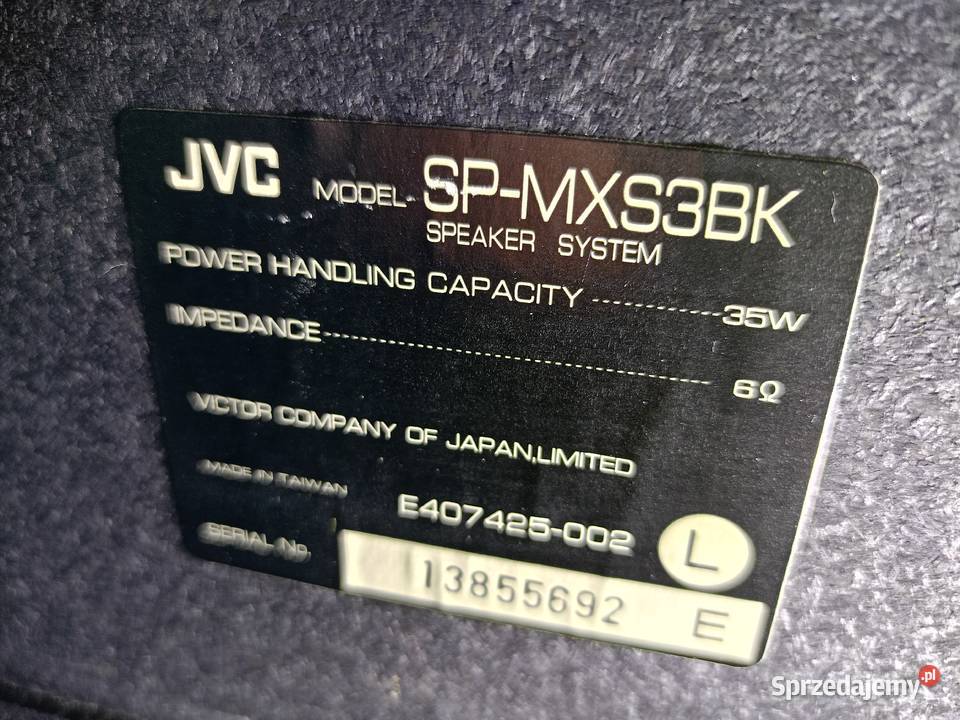 JVC MODEL SP-MXS3BK
SPEAKER SYSTEM
POWER HANDLING CAPACITY ---------------- 35W
IMPEDANCE ---------------------------------------- 6Ω
VICTOR COMPANY OF JAPAN,LIMITED
MADE IN TAIWAN
E407425-002 L
SERIAL No. 13855692 E
Sprzedajemy.pl